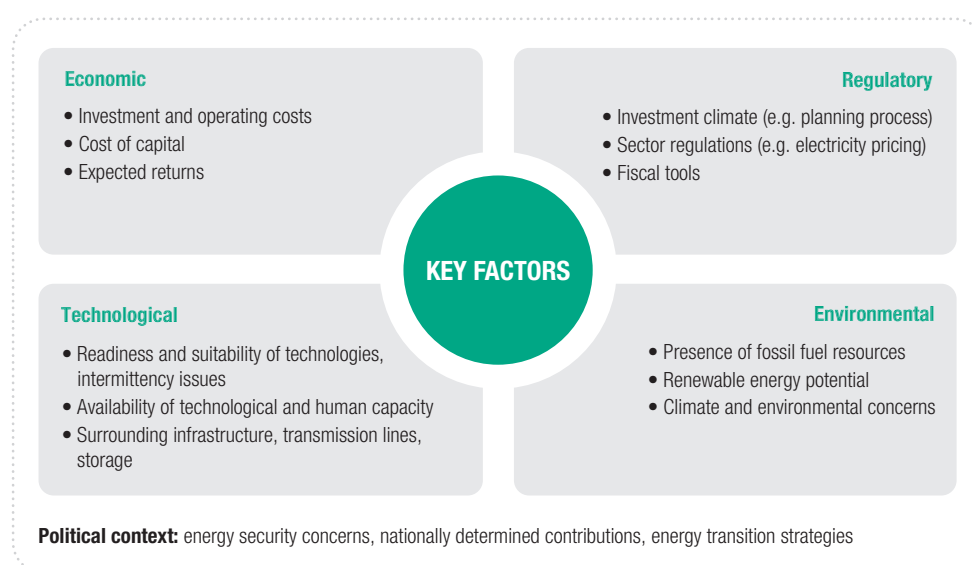 Economic
• Investment and operating costs
• Cost of capital
• Expected returns
Regulatory
• Investment climate (e.g. planning process)
• Sector regulations (e.g. electricity pricing)
• Fiscal tools
KEY FACTORS
Technological
• Readiness and suitability of technologies,
intermittency issues
• Availability of technological and human capacity
• Surrounding infrastructure, transmission lines,
storage
Environmental
• Presence of fossil fuel resources
• Renewable energy potential
• Climate and environmental concerns
Political context: energy security concerns, nationally determined contributions, energy transition strategies